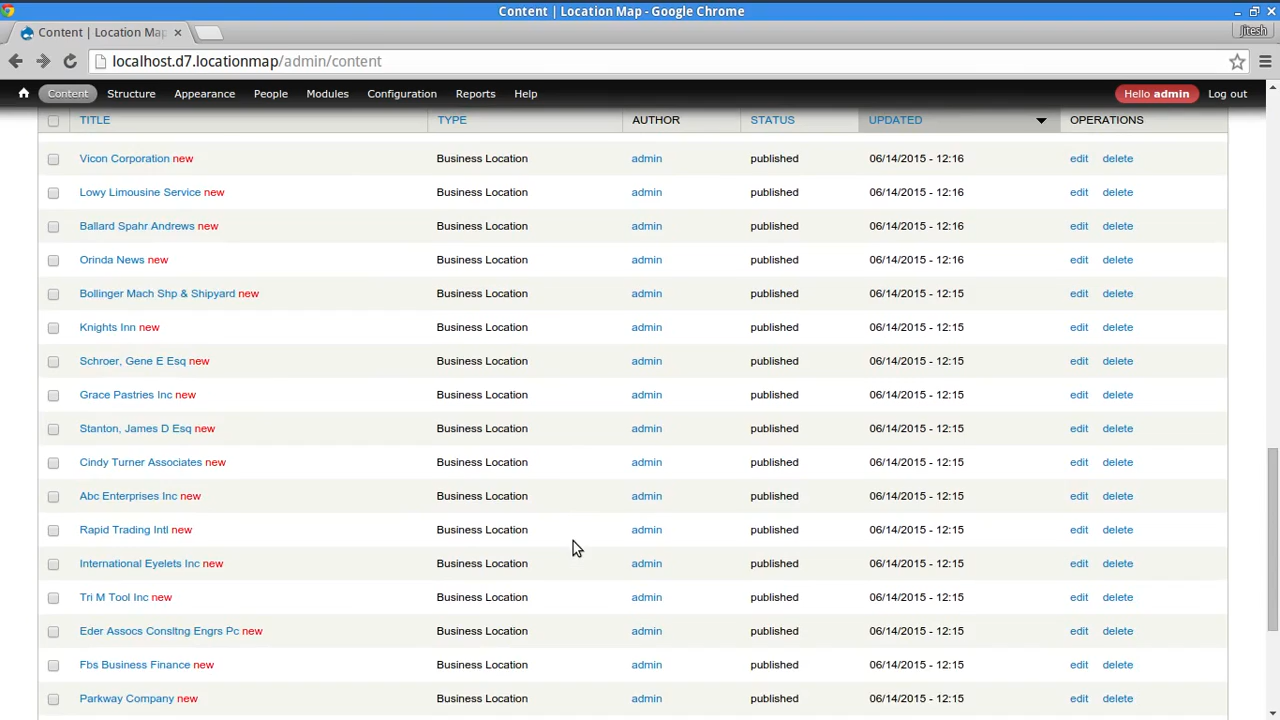 Content | Location Map - Google Chrome
Content | Location Map
Jitesh
localhost.d7.locationmap/admin/content
Content Structure Appearance People Modules Configuration Reports Help Hello admin Log out
TITLE TYPE AUTHOR STATUS UPDATED OPERATIONS
Vicon Corporation new Business Location admin published 06/14/2015 - 12:16 edit delete
Lowy Limousine Service new Business Location admin published 06/14/2015 - 12:16 edit delete
Ballard Spahr Andrews new Business Location admin published 06/14/2015 - 12:16 edit delete
Orinda News new Business Location admin published 06/14/2015 - 12:16 edit delete
Bollinger Mach Shp & Shipyard new Business Location admin published 06/14/2015 - 12:15 edit delete
Knights Inn new Business Location admin published 06/14/2015 - 12:15 edit delete
Schroer, Gene E Esq new Business Location admin published 06/14/2015 - 12:15 edit delete
Grace Pastries Inc new Business Location admin published 06/14/2015 - 12:15 edit delete
Stanton, James D Esq new Business Location admin published 06/14/2015 - 12:15 edit delete
Cindy Turner Associates new Business Location admin published 06/14/2015 - 12:15 edit delete
Abc Enterprises Inc new Business Location admin published 06/14/2015 - 12:15 edit delete
Rapid Trading Intl new Business Location admin published 06/14/2015 - 12:15 edit delete
International Eyelets Inc new Business Location admin published 06/14/2015 - 12:15 edit delete
Tri M Tool Inc new Business Location admin published 06/14/2015 - 12:15 edit delete
Eder Assocs Consltng Engrs Pc new Business Location admin published 06/14/2015 - 12:15 edit delete
Fbs Business Finance new Business Location admin published 06/14/2015 - 12:15 edit delete
Parkway Company new Business Location admin published 06/14/2015 - 12:15 edit delete